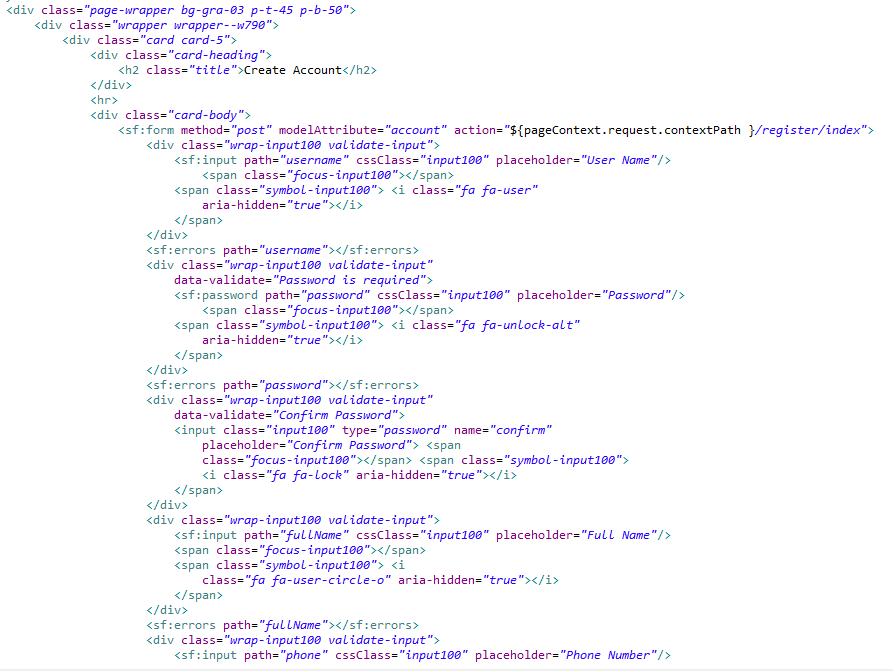 <div class="page-wrapper bg-gra-03 p-t-45 p-b-50">
<div class="wrapper wrapper--w790">
<div class="card card-5">
<div class="card-heading">
<h2 class="title">Create Account</h2>
</div>
<hr>
<div class="card-body">
<sf:form method="post" modelAttribute="account" action="${pageContext.request.contextPath }/register/index">
<div class="wrap-input100 validate-input">
<sf:input path="username" cssClass="input100" placeholder="User Name"/>
<span class="focus-input100"></span>
<span class="symbol-input100"> <i class="fa fa-user"
aria-hidden="true"></i>
</span>
</div>
<sf:errors path="username"></sf:errors>
<div class="wrap-input100 validate-input"
data-validate="Password is required">
<sf:password path="password" cssClass="input100" placeholder="Password"/>
<span class="focus-input100"></span>
<span class="symbol-input100"> <i class="fa fa-unlock-alt"
aria-hidden="true"></i>
</span>
</div>
<sf:errors path="password"></sf:errors>
<div class="wrap-input100 validate-input"
data-validate="Confirm Password">
<input class="input100" type="password" name="confirm"
placeholder="Confirm Password"> <span
class="focus-input100"></span> <span class="symbol-input100">
<i class="fa fa-lock" aria-hidden="true"></i>
</span>
</div>
<div class="wrap-input100 validate-input">
<sf:input path="fullName" cssClass="input100" placeholder="Full Name"/>
<span class="focus-input100"></span>
<span class="symbol-input100"> <i
class="fa fa-user-circle-o" aria-hidden="true"></i>
</span>
</div>
<sf:errors path="fullName"></sf:errors>
<div class="wrap-input100 validate-input">
<sf:input path="phone" cssClass="input100" placeholder="Phone Number"/>